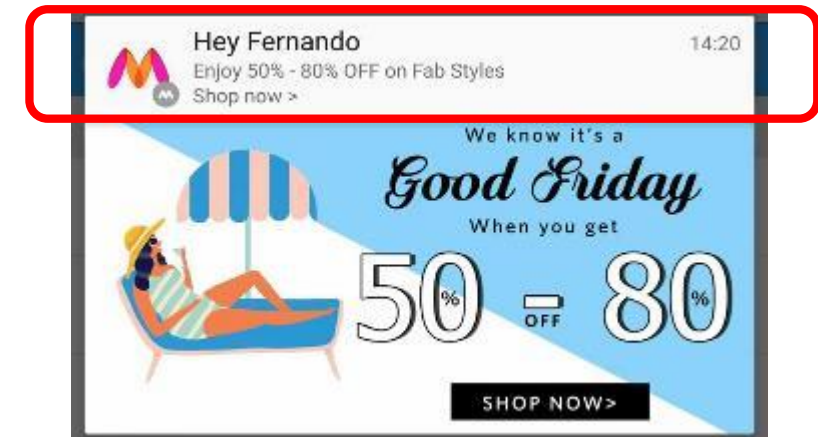 Hey Fernando
14:20
Enjoy 50% - 80% OFF on Fab Styles
Shop now >
We know it's a
Good Friday
When you get
50% - 80%
OFF
SHOP NOW>